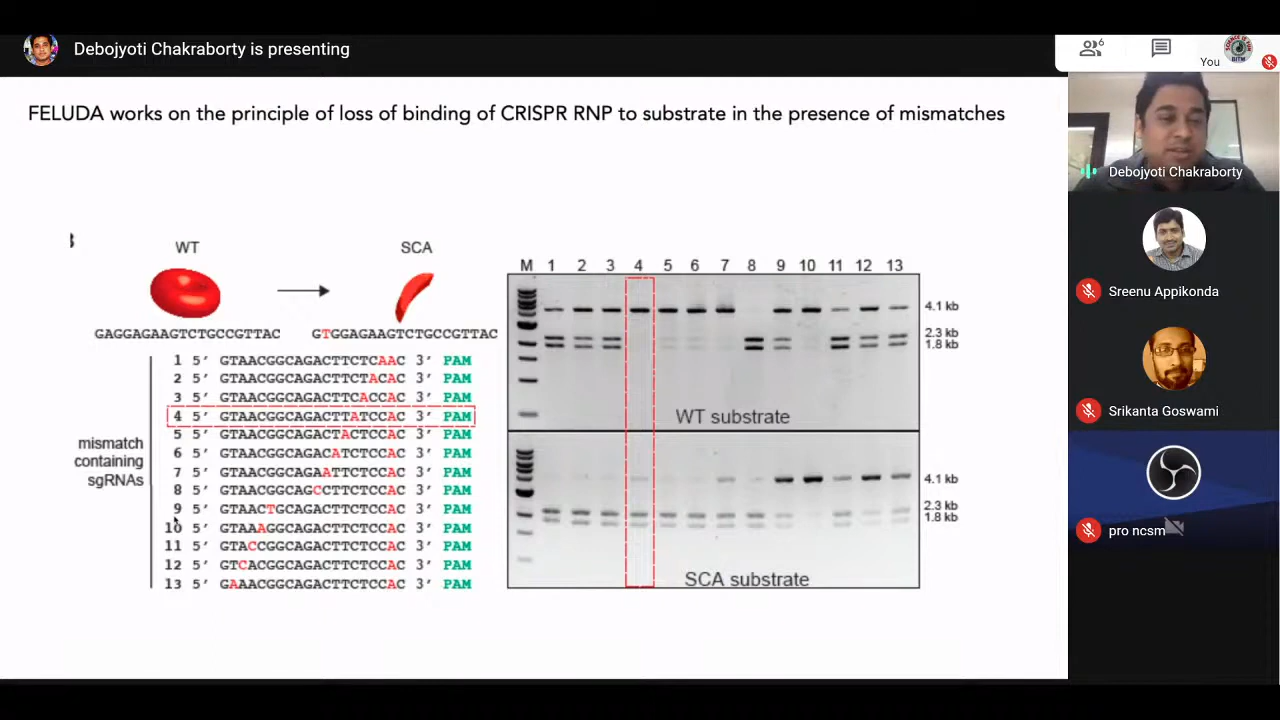 Debojyoti Chakraborty is presenting
6
You
FELUDA works on the principle of loss of binding of CRISPR RNP to substrate in the presence of mismatches
WT
SCA
GAGGAGAAGTCTGCCGTTAC
GTGGAGAAGTCTGCCGTTAC
mismatch
containing
sgRNAs
1 5' GTAACGGCAGACTTCTCAAC 3' PAM
2 5' GTAACGGCAGACTTCTACAC 3' PAM
3 5' GTAACGGCAGACTTCACCAC 3' PAM
4 5' GTAACGGCAGACTTATCCAC 3' PAM
5 5' GTAACGGCAGACTACTCCAC 3' PAM
6 5' GTAACGGCAGACATCTCCAC 3' PAM
7 5' GTAACGGCAGAATTCTCCAC 3' PAM
8 5' GTAACGGCAGCCTTCTCCAC 3' PAM
9 5' GTAACTGCAGACTTCTCCAC 3' PAM
10 5' GTAAAGGCAGACTTCTCCAC 3' PAM
11 5' GTACCGGCAGACTTCTCCAC 3' PAM
12 5' GTCACGGCAGACTTCTCCAC 3' PAM
13 5' GAAACGGCAGACTTCTCCAC 3' PAM
M 1 2 3 4 5 6 7 8 9 10 11 12 13
4.1 kb
2.3 kb
1.8 kb
WT substrate
4.1 kb
2.3 kb
1.8 kb
SCA substrate
Debojyoti Chakraborty
Sreenu Appikonda
Srikanta Goswami
pro ncsm